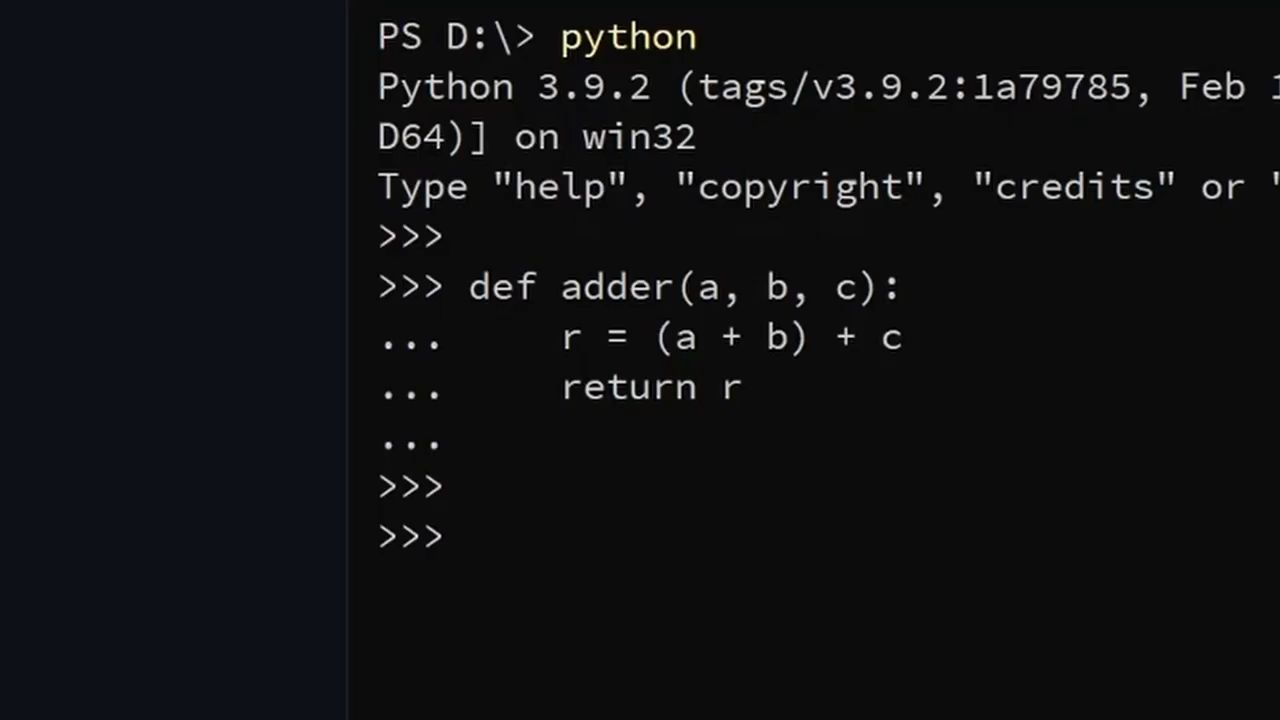 PS D:\> python
Python 3.9.2 (tags/v3.9.2:1a79785, Feb 1
D64)] on win32
Type "help", "copyright", "credits" or "
>>>
>>> def adder(a, b, c):
...     r = (a + b) + c
...     return r
...
>>>
>>>